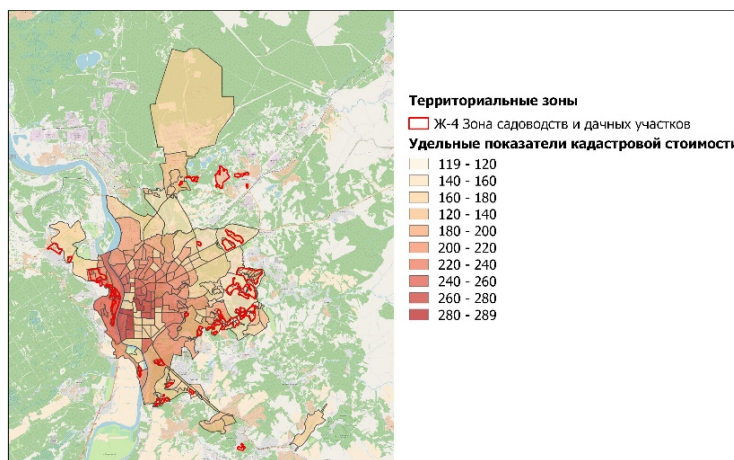 Территориальные зоны
Ж-4 Зона садоводств и дачных участков
Удельные показатели кадастровой стоимости
119 - 120
140 - 160
160 - 180
120 - 140
180 - 200
200 - 220
220 - 240
240 - 260
260 - 280
280 - 289